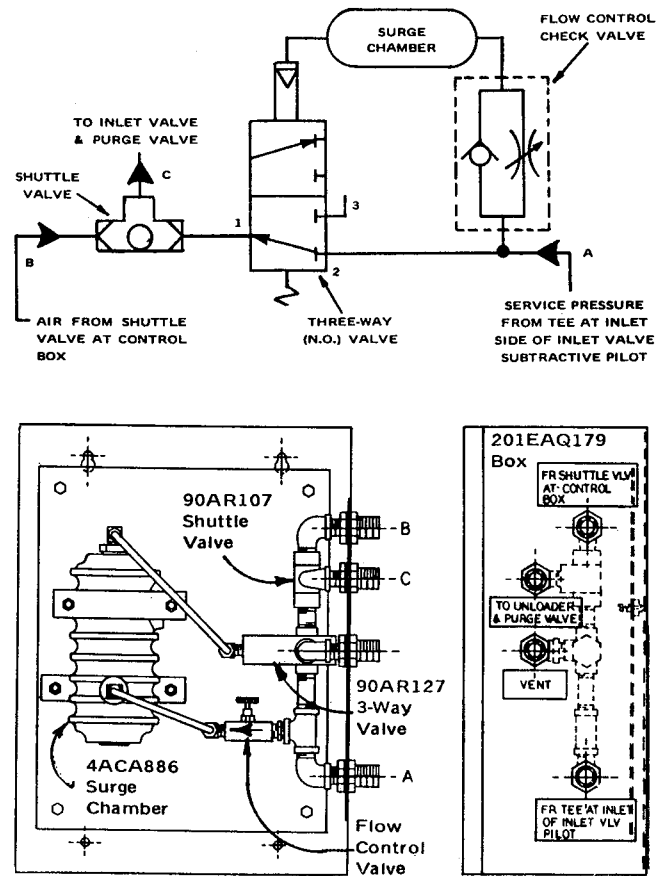 FLOW CONTROL
CHECK VALVE
SURGE
CHAMBER
TO INLET VALVE
& PURGE VALVE
SHUTTLE
VALVE
C
1
3
B
2
A
AIR FROM SHUTTLE
VALVE AT CONTROL
BOX
THREE-WAY
(N.O.) VALVE
SERVICE PRESSURE
FROM TEE AT INLET
SIDE OF INLET VALVE
SUBTRACTIVE PILOT
90AR107
Shuttle
Valve
B
C
90AR127
3-Way
Valve
A
4ACA886
Surge
Chamber
Flow
Control
Valve
201EAQ179
Box
FR SHUTTLE VLV
AT CONTROL
BOX
TO UNLOADER
& PURGE VALVE
VENT
FR TEE AT INLET
OF INLET VLV
PILOT